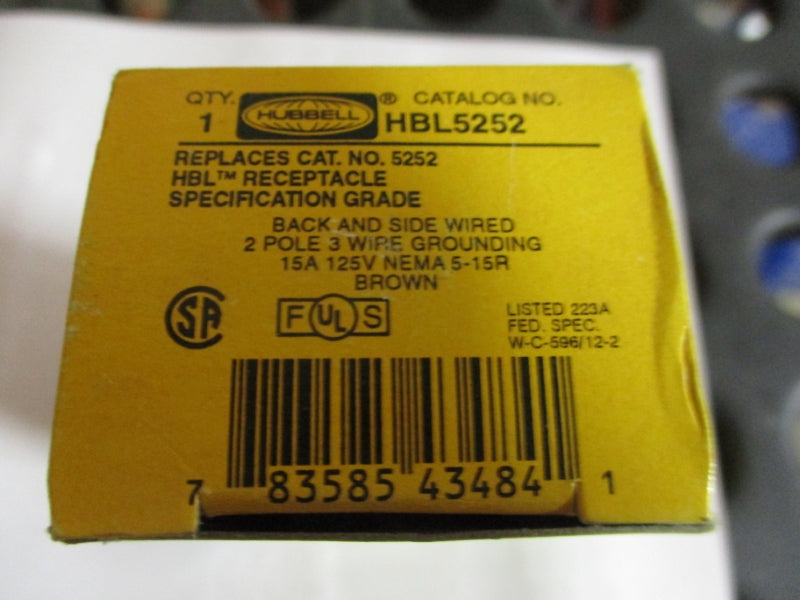 QTY. HUBBELL ® CATALOG NO.
1 HBL5252
REPLACES CAT. NO. 5252
HBL™ RECEPTACLE
SPECIFICATION GRADE
BACK AND SIDE WIRED
2 POLE 3 WIRE GROUNDING
15A 125V NEMA 5-15R
BROWN
SA F UL S LISTED 223A
FED. SPEC.
W-C-596/12-2
7 83585 43484 1